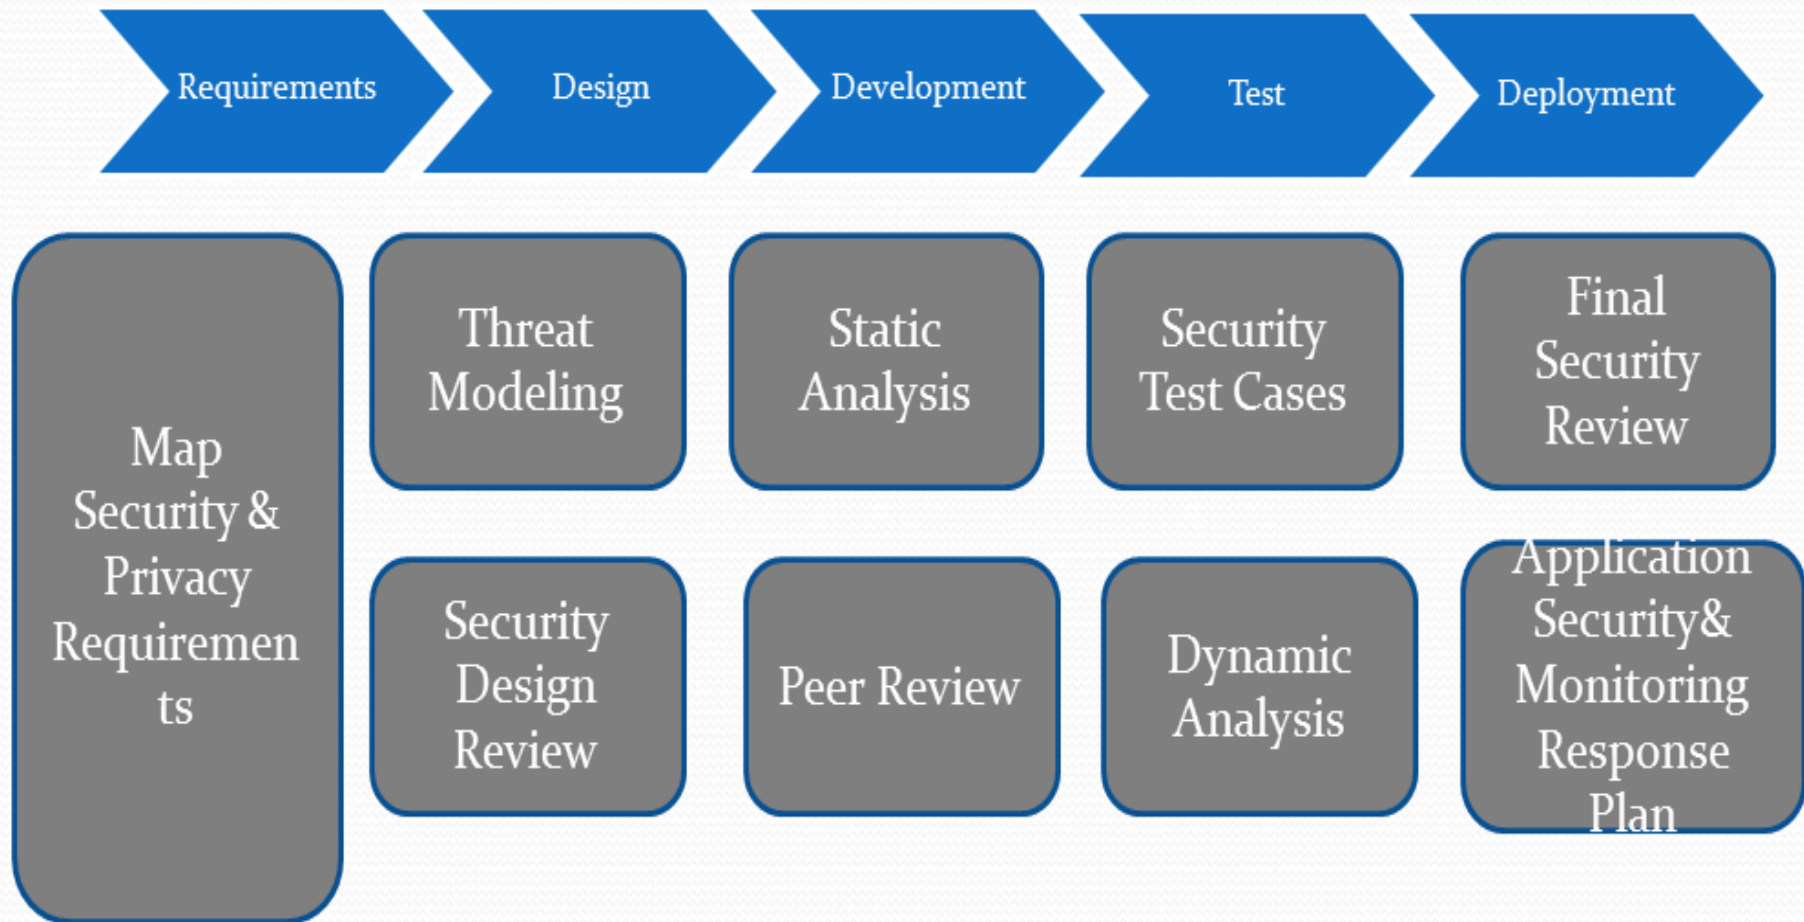 Requirements
Design
Development
Test
Deployment
Map
Security &
Privacy
Requiremen
ts
Threat
Modeling
Static
Analysis
Security
Test Cases
Final
Security
Review
Security
Design
Review
Peer Review
Dynamic
Analysis
Application
Security&
Monitoring
Response
Plan